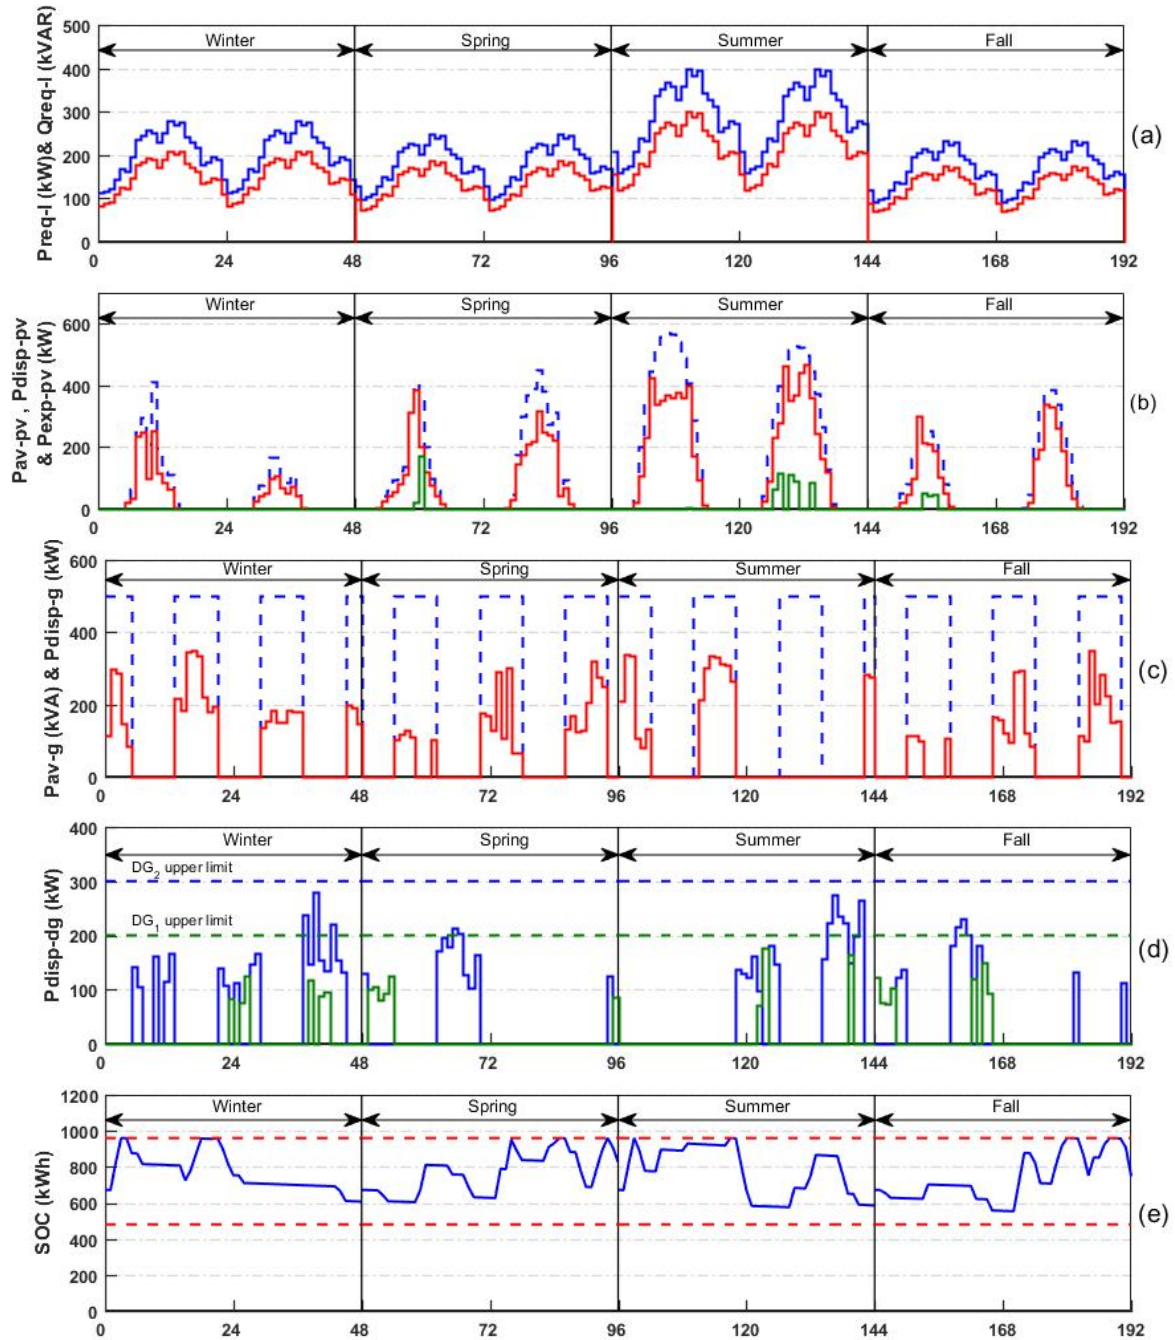 Preq-l (kW)& Qreq-l (kVAR)
500
400
300
200
100
0
Winter
Spring
Summer
Fall
(a)
0
24
48
72
96
120
144
168
192
Pav-pv , Pdisp-pv
& Pexp-pv (kW)
600
400
200
0
Winter
Spring
Summer
Fall
(b)
0
24
48
72
96
120
144
168
192
Pav-g (kVA) & Pdisp-g (kW)
600
400
200
0
Winter
Spring
Summer
Fall
(c)
0
24
48
72
96
120
144
168
192
Pdisp-dg (kW)
400
300
200
100
0
Winter
Spring
Summer
Fall
DG2 upper limit
DG1 upper limit
(d)
0
24
48
72
96
120
144
168
192
SOC (kWh)
1200
1000
800
600
400
200
0
Winter
Spring
Summer
Fall
(e)
0
24
48
72
96
120
144
168
192